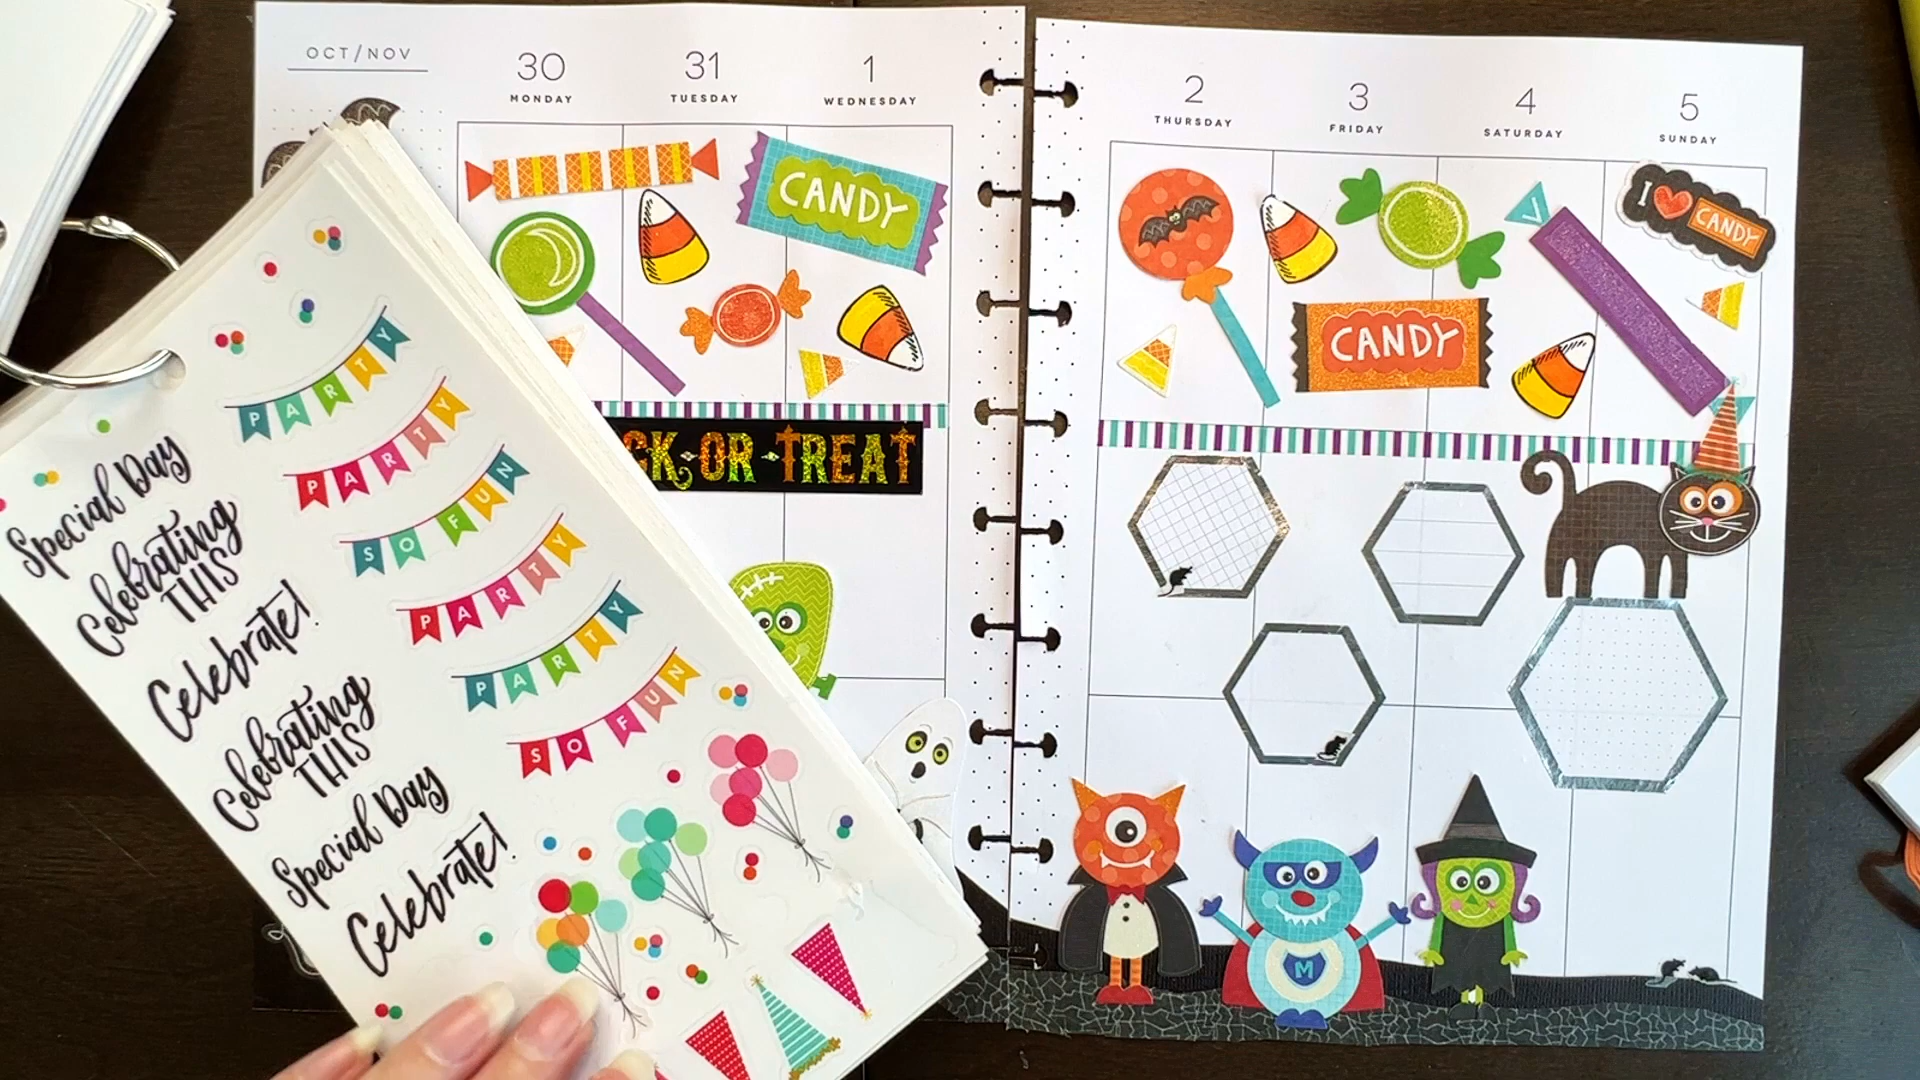 OCT/NOV
30
MONDAY
31
TUESDAY
1
WEDNESDAY
2
THURSDAY
3
FRIDAY
4
SATURDAY
5
SUNDAY
CANDY
I
CANDY
CANDY
CK-OR-TREAT
M
PARTY
PARTY
SO FUN
PARTY
PARTY
SO FUN
Special Day
Celebrating
THIS
Celebrate!
Celebrating
THIS
Special Day
Celebrate!